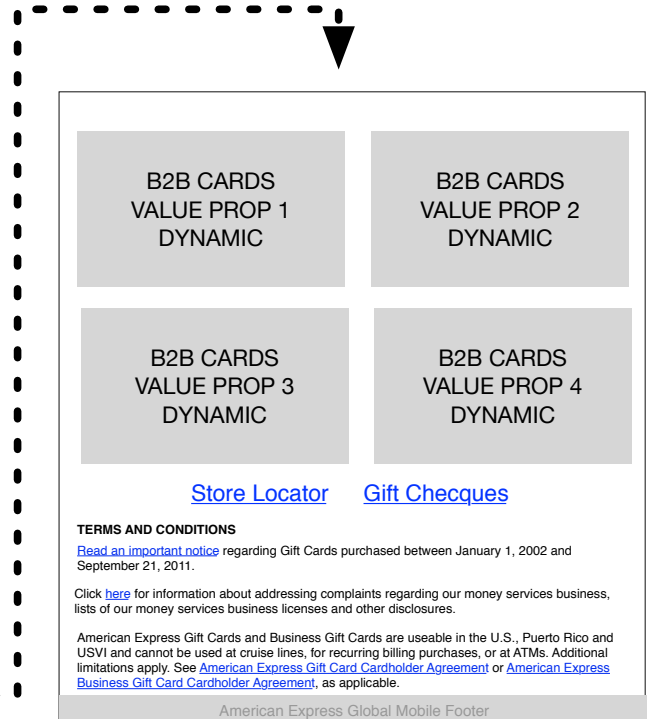 B2B CARDS
VALUE PROP 1
DYNAMIC
B2B CARDS
VALUE PROP 2
DYNAMIC
B2B CARDS
VALUE PROP 3
DYNAMIC
B2B CARDS
VALUE PROP 4
DYNAMIC
Store Locator Gift Checques
TERMS AND CONDITIONS
Read an important notice regarding Gift Cards purchased between January 1, 2002 and
September 21, 2011.
Click here for information about addressing complaints regarding our money services business,
lists of our money services business licenses and other disclosures.
American Express Gift Cards and Business Gift Cards are useable in the U.S., Puerto Rico and
USVI and cannot be used at cruise lines, for recurring billing purchases, or at ATMs. Additional
limitations apply. See American Express Gift Card Cardholder Agreement or American Express
Business Gift Card Cardholder Agreement, as applicable.
American Express Global Mobile Footer